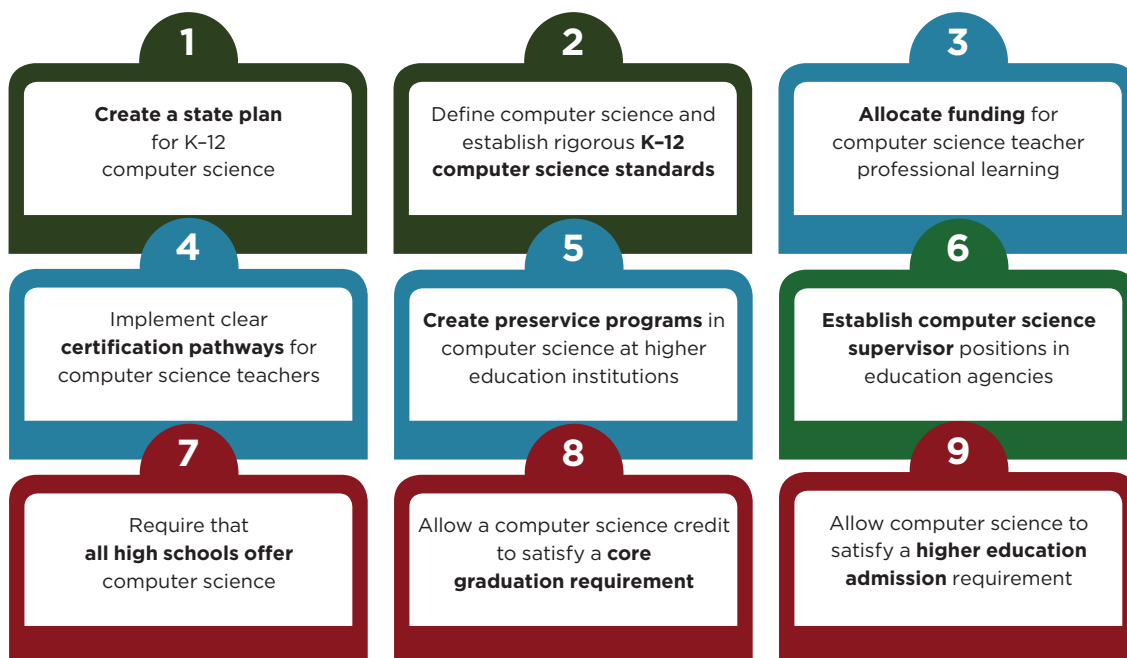 1
Create a state plan
for K–12
computer science
2
Define computer science and
establish rigorous K–12
computer science standards
3
Allocate funding for
computer science teacher
professional learning
4
Implement clear
certification pathways for
computer science teachers
5
Create preservice programs in
computer science at higher
education institutions
6
Establish computer science
supervisor positions in
education agencies
7
Require that
all high schools offer
computer science
8
Allow a computer science credit
to satisfy a core
graduation requirement
9
Allow computer science to
satisfy a higher education
admission requirement